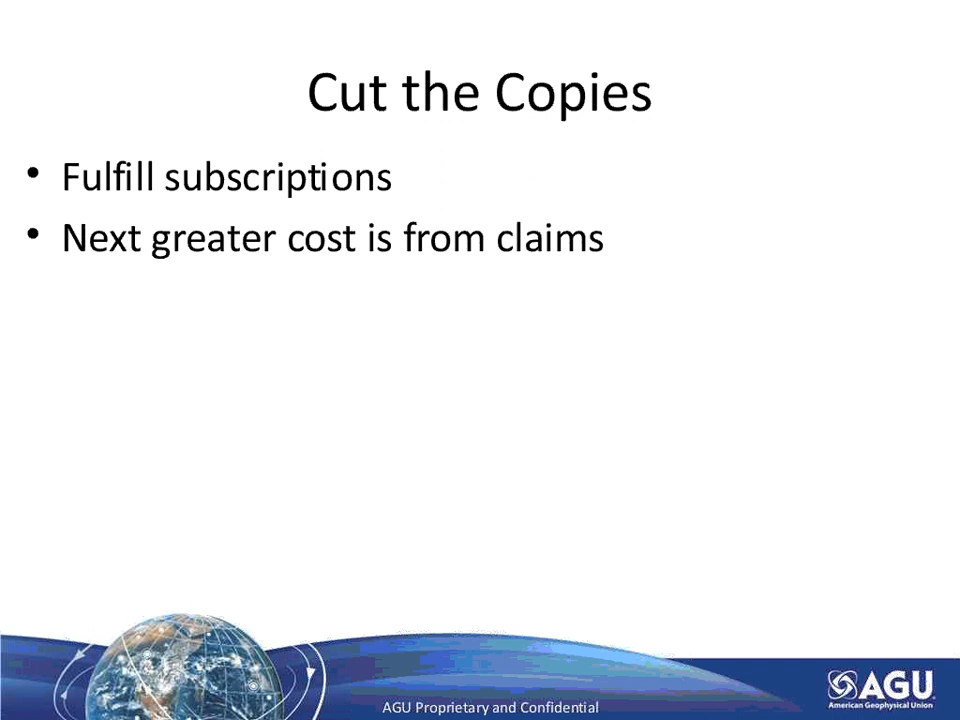 Cut the Copies
• Fulfill subscriptions
• Next greater cost is from claims
AGU
American Geophysical Union
AGU Proprietary and Confidential